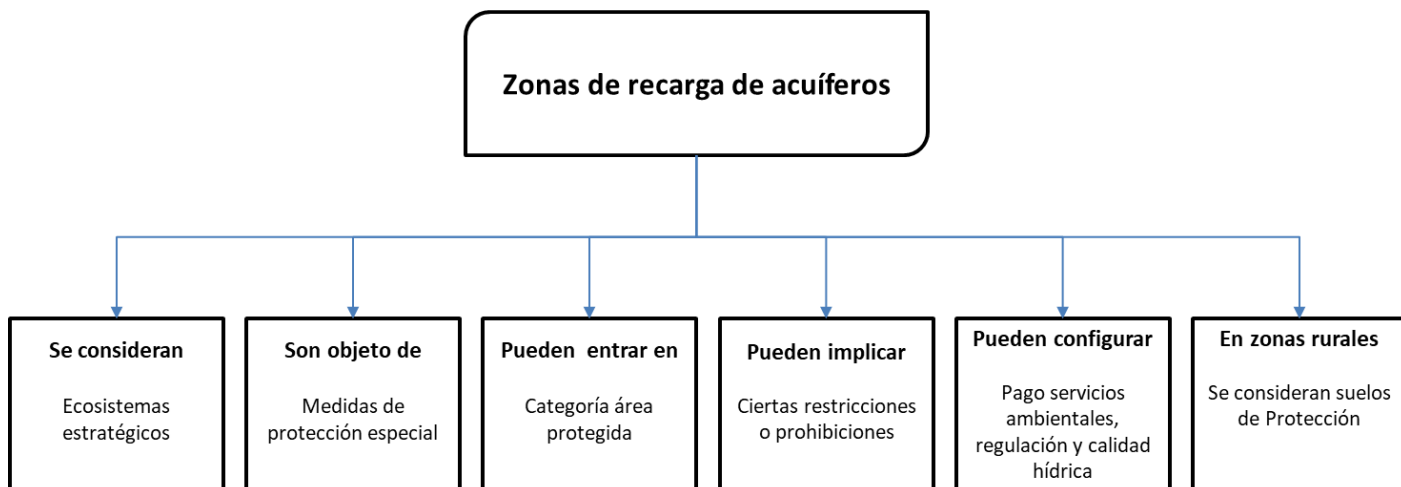 Zonas de recarga de acuíferos
Se consideran
Ecosistemas
estratégicos
Son objeto de
Medidas de
protección especial
Pueden entrar en
Categoría área
protegida
Pueden implicar
Ciertas restricciones
o prohibiciones
Pueden configurar
Pago servicios
ambientales,
regulación y calidad
hídrica
En zonas rurales
Se consideran suelos
de Protección